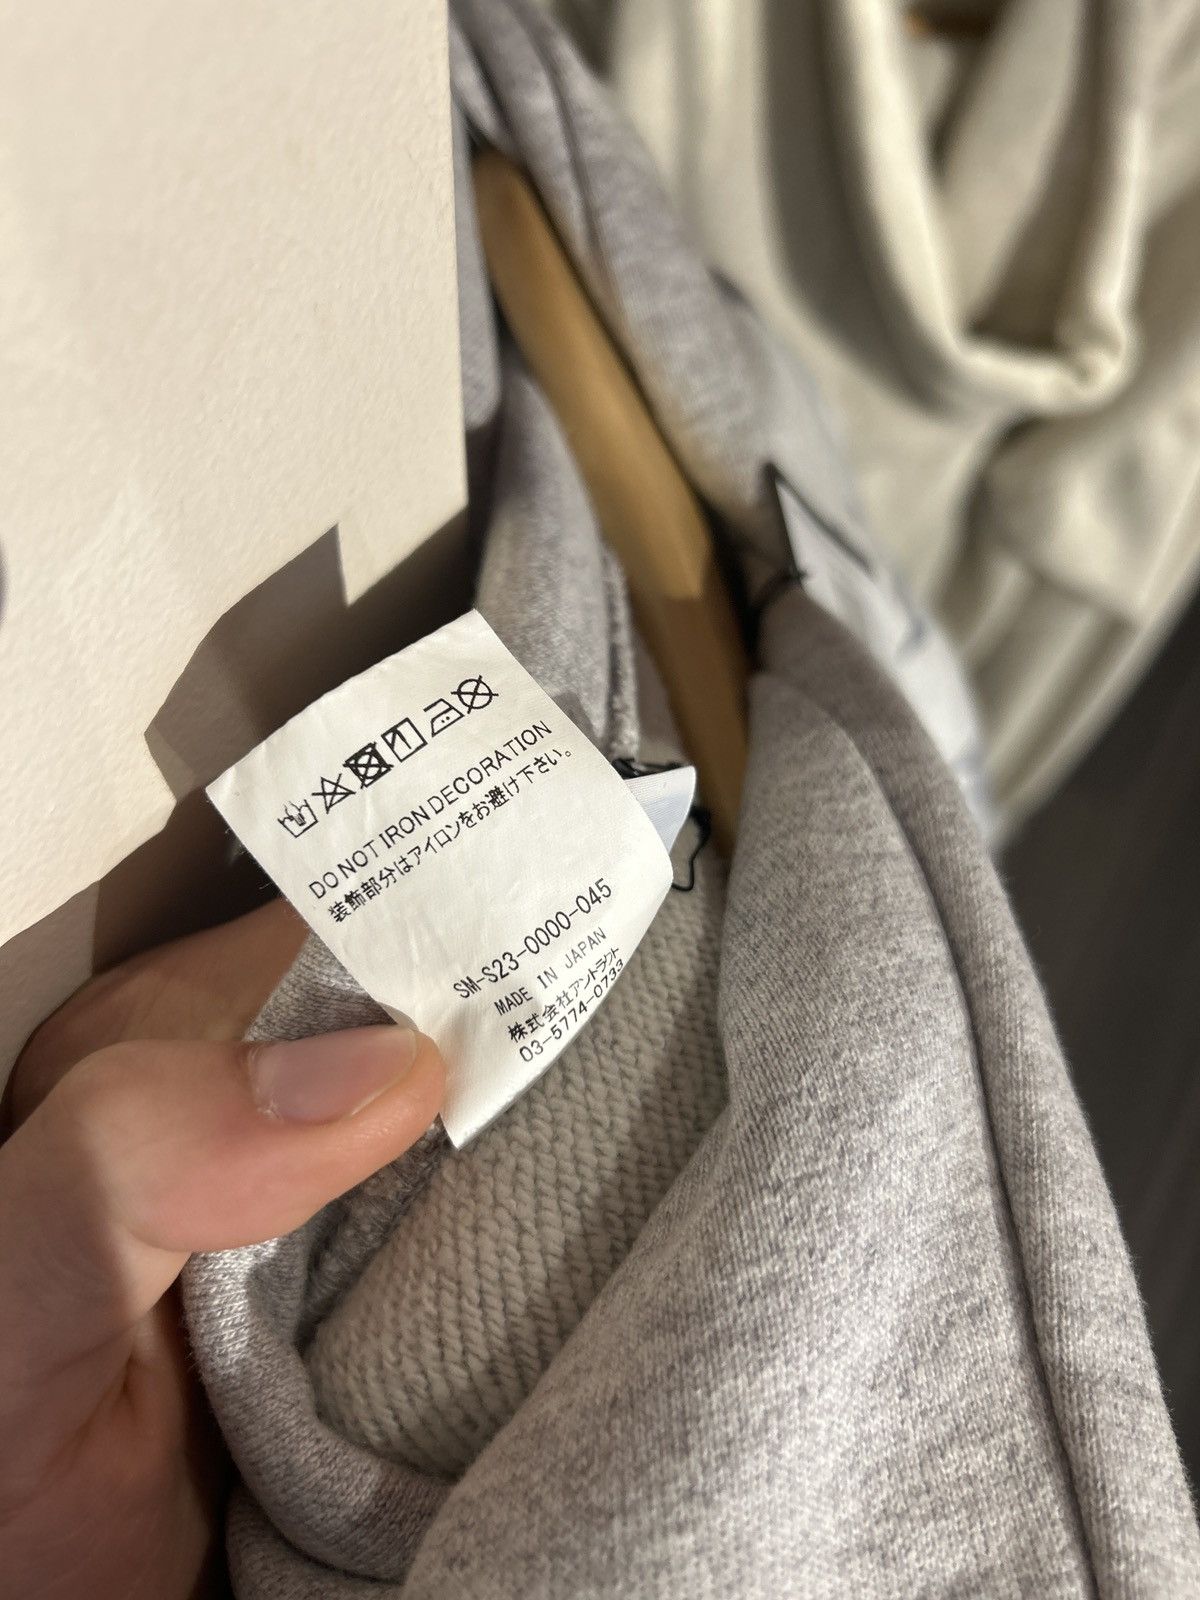 DO NOT IRON DECORATION
装飾部分はアイロンをお避け下さい。
SM-S23-0000-045
MADE IN JAPAN
株式会社アントラント
03-5774-0733